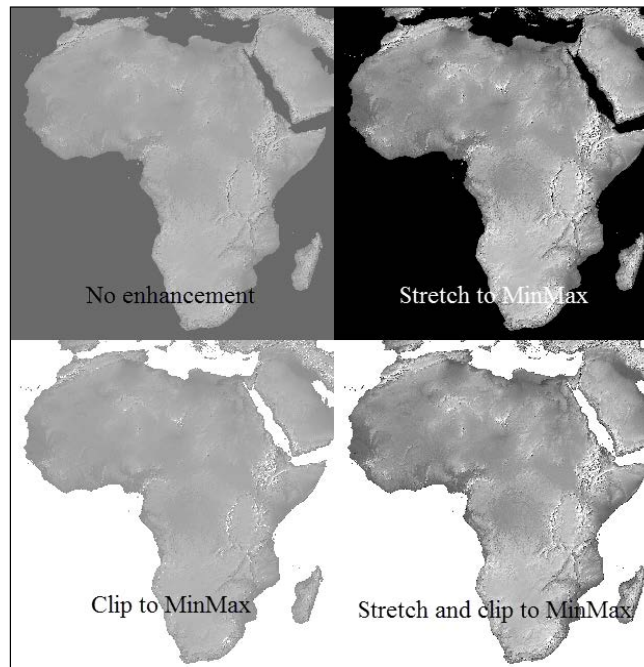 No enhancement
Stretch to MinMax
Clip to MinMax
Stretch and clip to MinMax